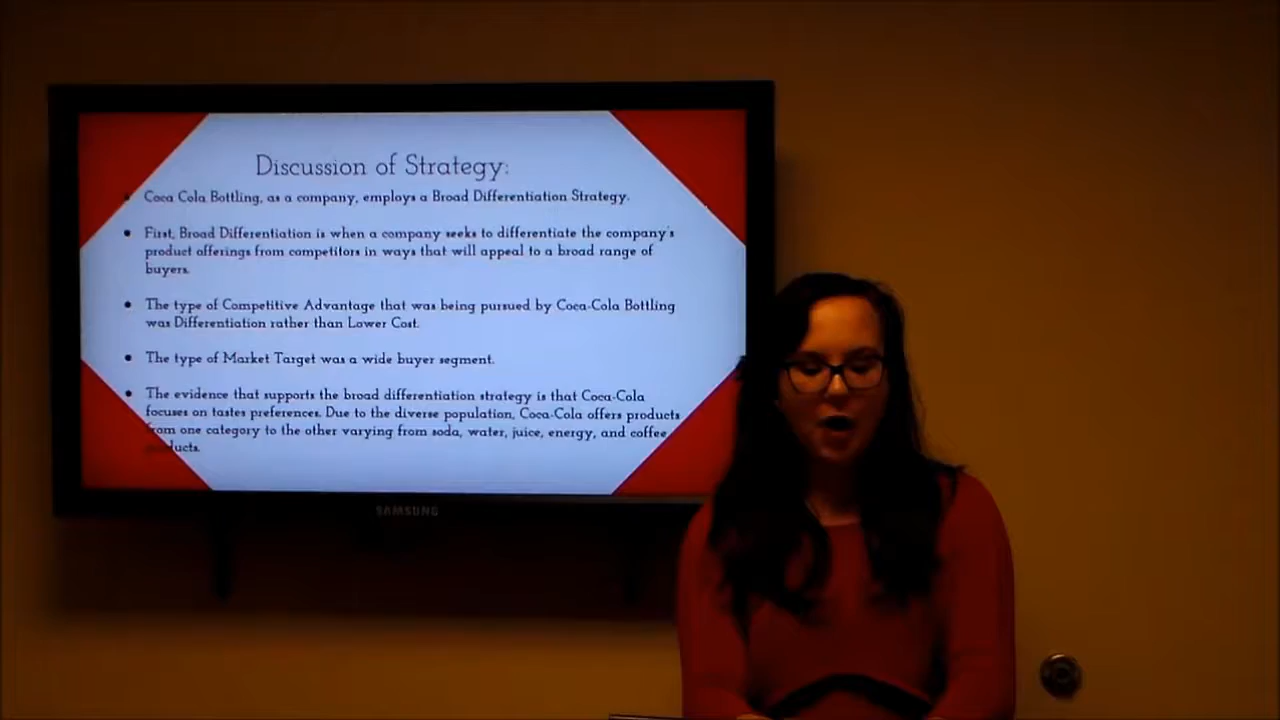 Discussion of Strategy:
Coca Cola Bottling, as a company, employs a Broad Differentiation Strategy.
First, Broad Differentiation is when a company seeks to differentiate the company's
product offerings from competitors in ways that will appeal to a broad range of
buyers.
The type of Competitive Advantage that was being pursued by Coca-Cola Bottling
was Differentiation rather than Lower Cost.
The type of Market Target was a wide buyer segment.
The evidence that supports the broad differentiation strategy is that Coca-Cola
focuses on tastes preferences. Due to the diverse population, Coca-Cola offers products
from one category to the other varying from soda, water, juice, energy, and coffee
products.
SAMSUNG